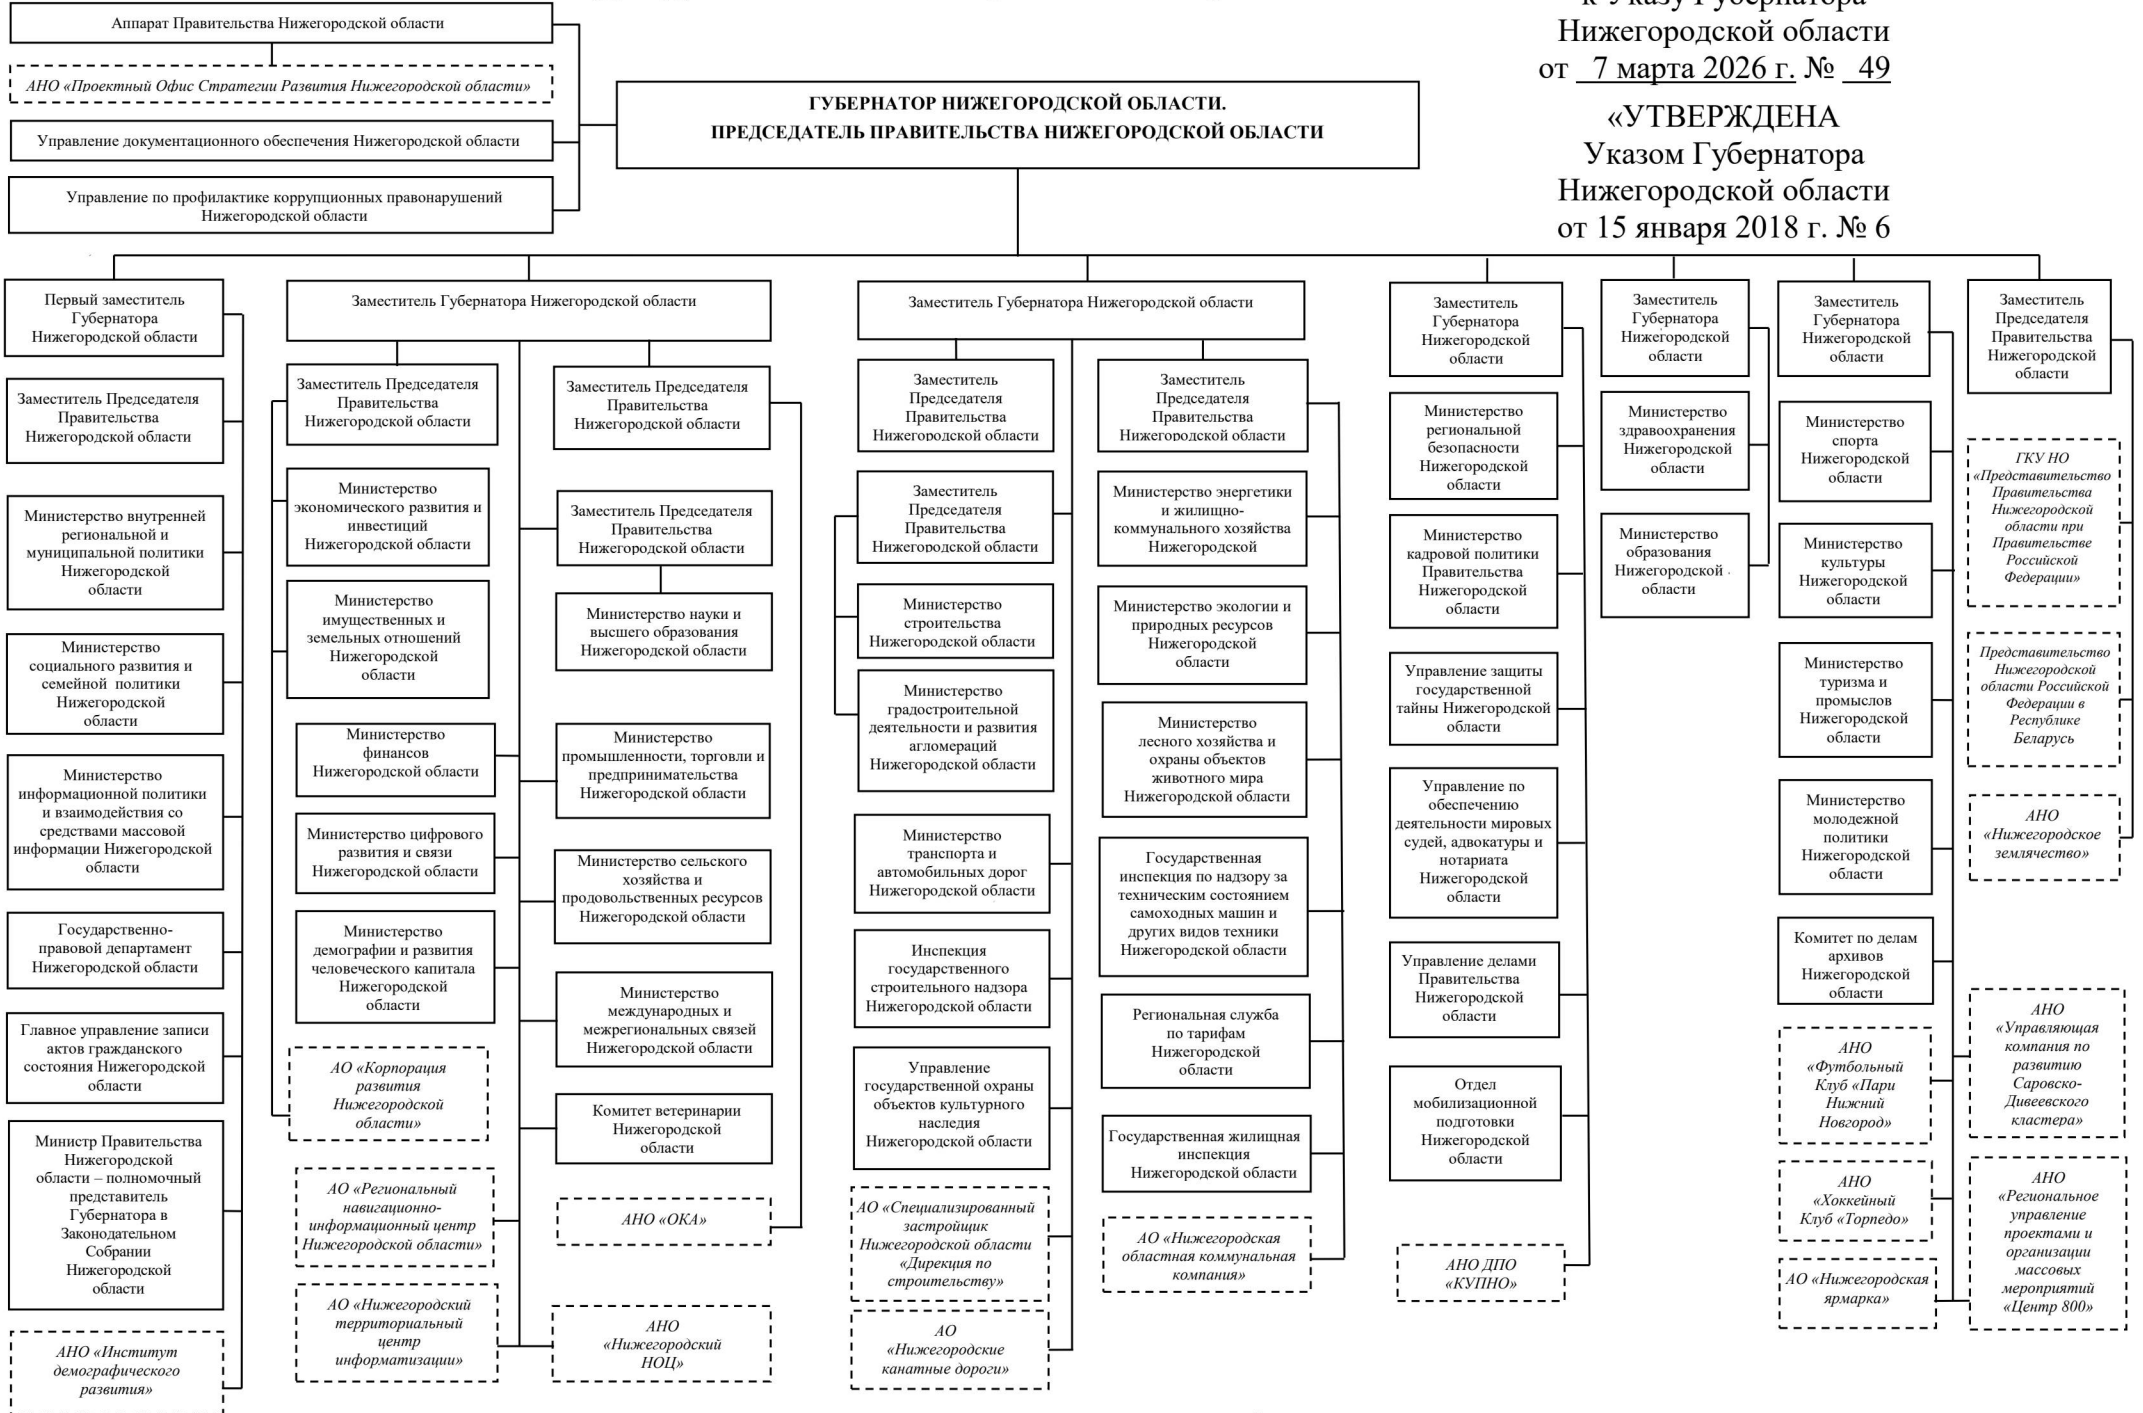 Аппарат Правительства Нижегородской области
АНО «Проектный Офис Стратегии Развития Нижегородской области»
Управление документационного обеспечения Нижегородской области
Управление по профилактике коррупционных правонарушений
Нижегородской области
ГУБЕРНАТОР НИЖЕГОРОДСКОЙ ОБЛАСТИ.
ПРЕДСЕДАТЕЛЬ ПРАВИТЕЛЬСТВА НИЖЕГОРОДСКОЙ ОБЛАСТИ
к Указу Губернатора
Нижегородской области
от 7 марта 2026 г. № 49
«УТВЕРЖДЕНА
Указом Губернатора
Нижегородской области
от 15 января 2018 г. № 6
Первый заместитель
Губернатора
Нижегородской области
Заместитель Председателя
Правительства
Нижегородской области
Министерство внутренней
региональной и
муниципальной политики
Нижегородской
области
Министерство
социального развития и
семейной политики
Нижегородской
области
Министерство
информационной политики
и взаимодействия со
средствами массовой
информации Нижегородской
области
Государственно-
правовой департамент
Нижегородской области
Главное управление записи
актов гражданского
состояния Нижегородской
области
Министр Правительства
Нижегородской
области – полномочный
представитель
Губернатора в
Законодательном
Собрании
Нижегородской
области
АНО «Институт
демографического
развития»
Заместитель Губернатора Нижегородской области
Заместитель Председателя
Правительства
Нижегородской области
Министерство
экономического развития и
инвестиций
Нижегородской области
Министерство
имущественных и
земельных отношений
Нижегородской
области
Министерство
финансов
Нижегородской области
Министерство цифрового
развития и связи
Нижегородской области
Министерство
демографии и развития
человеческого капитала
Нижегородской
области
АО «Корпорация
развития
Нижегородской
области»
АО «Региональный
навигационно-
информационный центр
Нижегородской области»
АО «Нижегородский
территориальный
центр
информатизации»
Заместитель Председателя
Правительства
Нижегородской области
Заместитель Председателя
Правительства
Нижегородской области
Министерство науки и
высшего образования
Нижегородской области
Министерство
промышленности, торговли и
предпринимательства
Нижегородской области
Министерство сельского
хозяйства и
продовольственных ресурсов
Нижегородской области
Министерство
международных и
межрегиональных связей
Нижегородской области
Комитет ветеринарии
Нижегородской
области
АНО «ОКА»
АНО
«Нижегородский
НОЦ»
Заместитель Губернатора Нижегородской области
Заместитель
Председателя
Правительства
Нижегородской области
Заместитель
Председателя
Правительства
Нижегородской области
Министерство
строительства
Нижегородской области
Министерство
градостроительной
деятельности и развития
агломераций
Нижегородской области
Министерство
транспорта и
автомобильных дорог
Нижегородской области
Инспекция
государственного
строительного надзора
Нижегородской области
Управление
государственной охраны
объектов культурного
наследия
Нижегородской области
АО «Специализированный
застройщик
Нижегородской области
«Дирекция по
строительству»
АО
«Нижегородские
канатные дороги»
Заместитель
Председателя
Правительства
Нижегородской области
Министерство энергетики
и жилищно-
коммунального хозяйства
Нижегородской
Министерство экологии и
природных ресурсов
Нижегородской
области
Министерство
лесного хозяйства и
охраны объектов
животного мира
Нижегородской области
Государственная
инспекция по надзору за
техническим состоянием
самоходных машин и
других видов техники
Нижегородской области
Региональная служба
по тарифам
Нижегородской
области
Государственная жилищная
инспекция
Нижегородской области
АО «Нижегородская
областная коммунальная
компания»
Заместитель
Губернатора
Нижегородской
области
Министерство
региональной
безопасности
Нижегородской
области
Министерство
кадровой политики
Правительства
Нижегородской
области
Управление защиты
государственной
тайны Нижегородской
области
Управление по
обеспечению
деятельности мировых
судей, адвокатуры и
нотариата
Нижегородской
области
Управление делами
Правительства
Нижегородской
области
Отдел
мобилизационной
подготовки
Нижегородской
области
АНО ДПО
«КУПНО»
Заместитель
Губернатора
Нижегородской
области
Министерство
здравоохранения
Нижегородской
области
Министерство
образования
Нижегородской
области
Заместитель
Губернатора
Нижегородской
области
Министерство
спорта
Нижегородской
области
Министерство
культуры
Нижегородской
области
Министерство
туризма и
промыслов
Нижегородской
области
Министерство
молодежной
политики
Нижегородской
области
Комитет по делам
архивов
Нижегородской
области
АНО
«Футбольный
Клуб «Пари
Нижний
Новгород»
АНО
«Хоккейный
Клуб «Торпедо»
АО «Нижегородская
ярмарка»
Заместитель
Председателя
Правительства
Нижегородской
области
ГКУ НО
«Представительство
Правительства
Нижегородской
области при
Правительстве
Российской
Федерации»
Представительство
Нижегородской
области Российской
Федерации в
Республике
Беларусь
АНО
«Нижегородское
землячество»
АНО
«Управляющая
компания по
развитию
Саровско-
Дивеевского
кластера»
АНО
«Региональное
управление
проектами и
организации
массовых
мероприятий
«Центр 800»